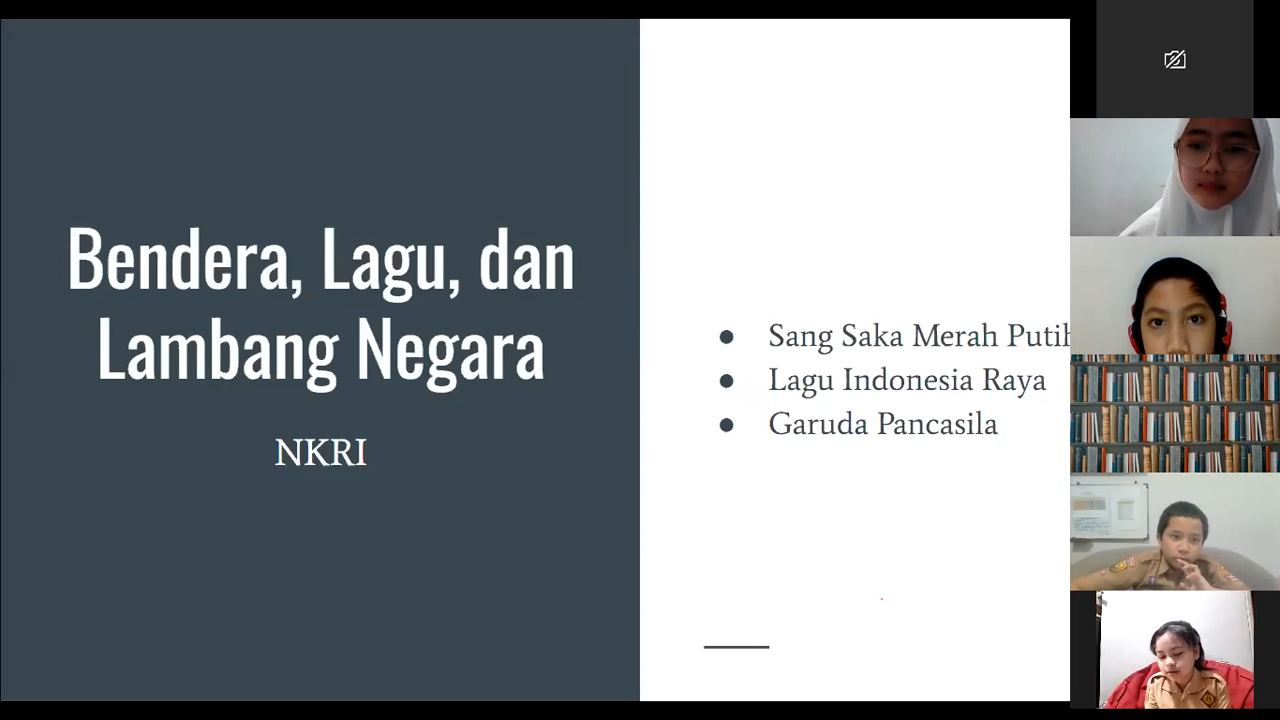 Bendera, Lagu, dan
Lambang Negara
NKRI
● Sang Saka Merah Putih
● Lagu Indonesia Raya
● Garuda Pancasila